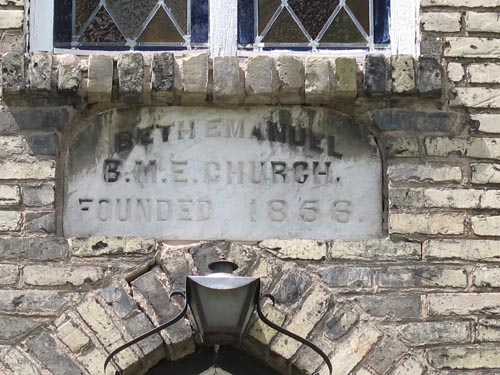 BETH EMANUEL
B.M.E. CHURCH.
FOUNDED 1856.